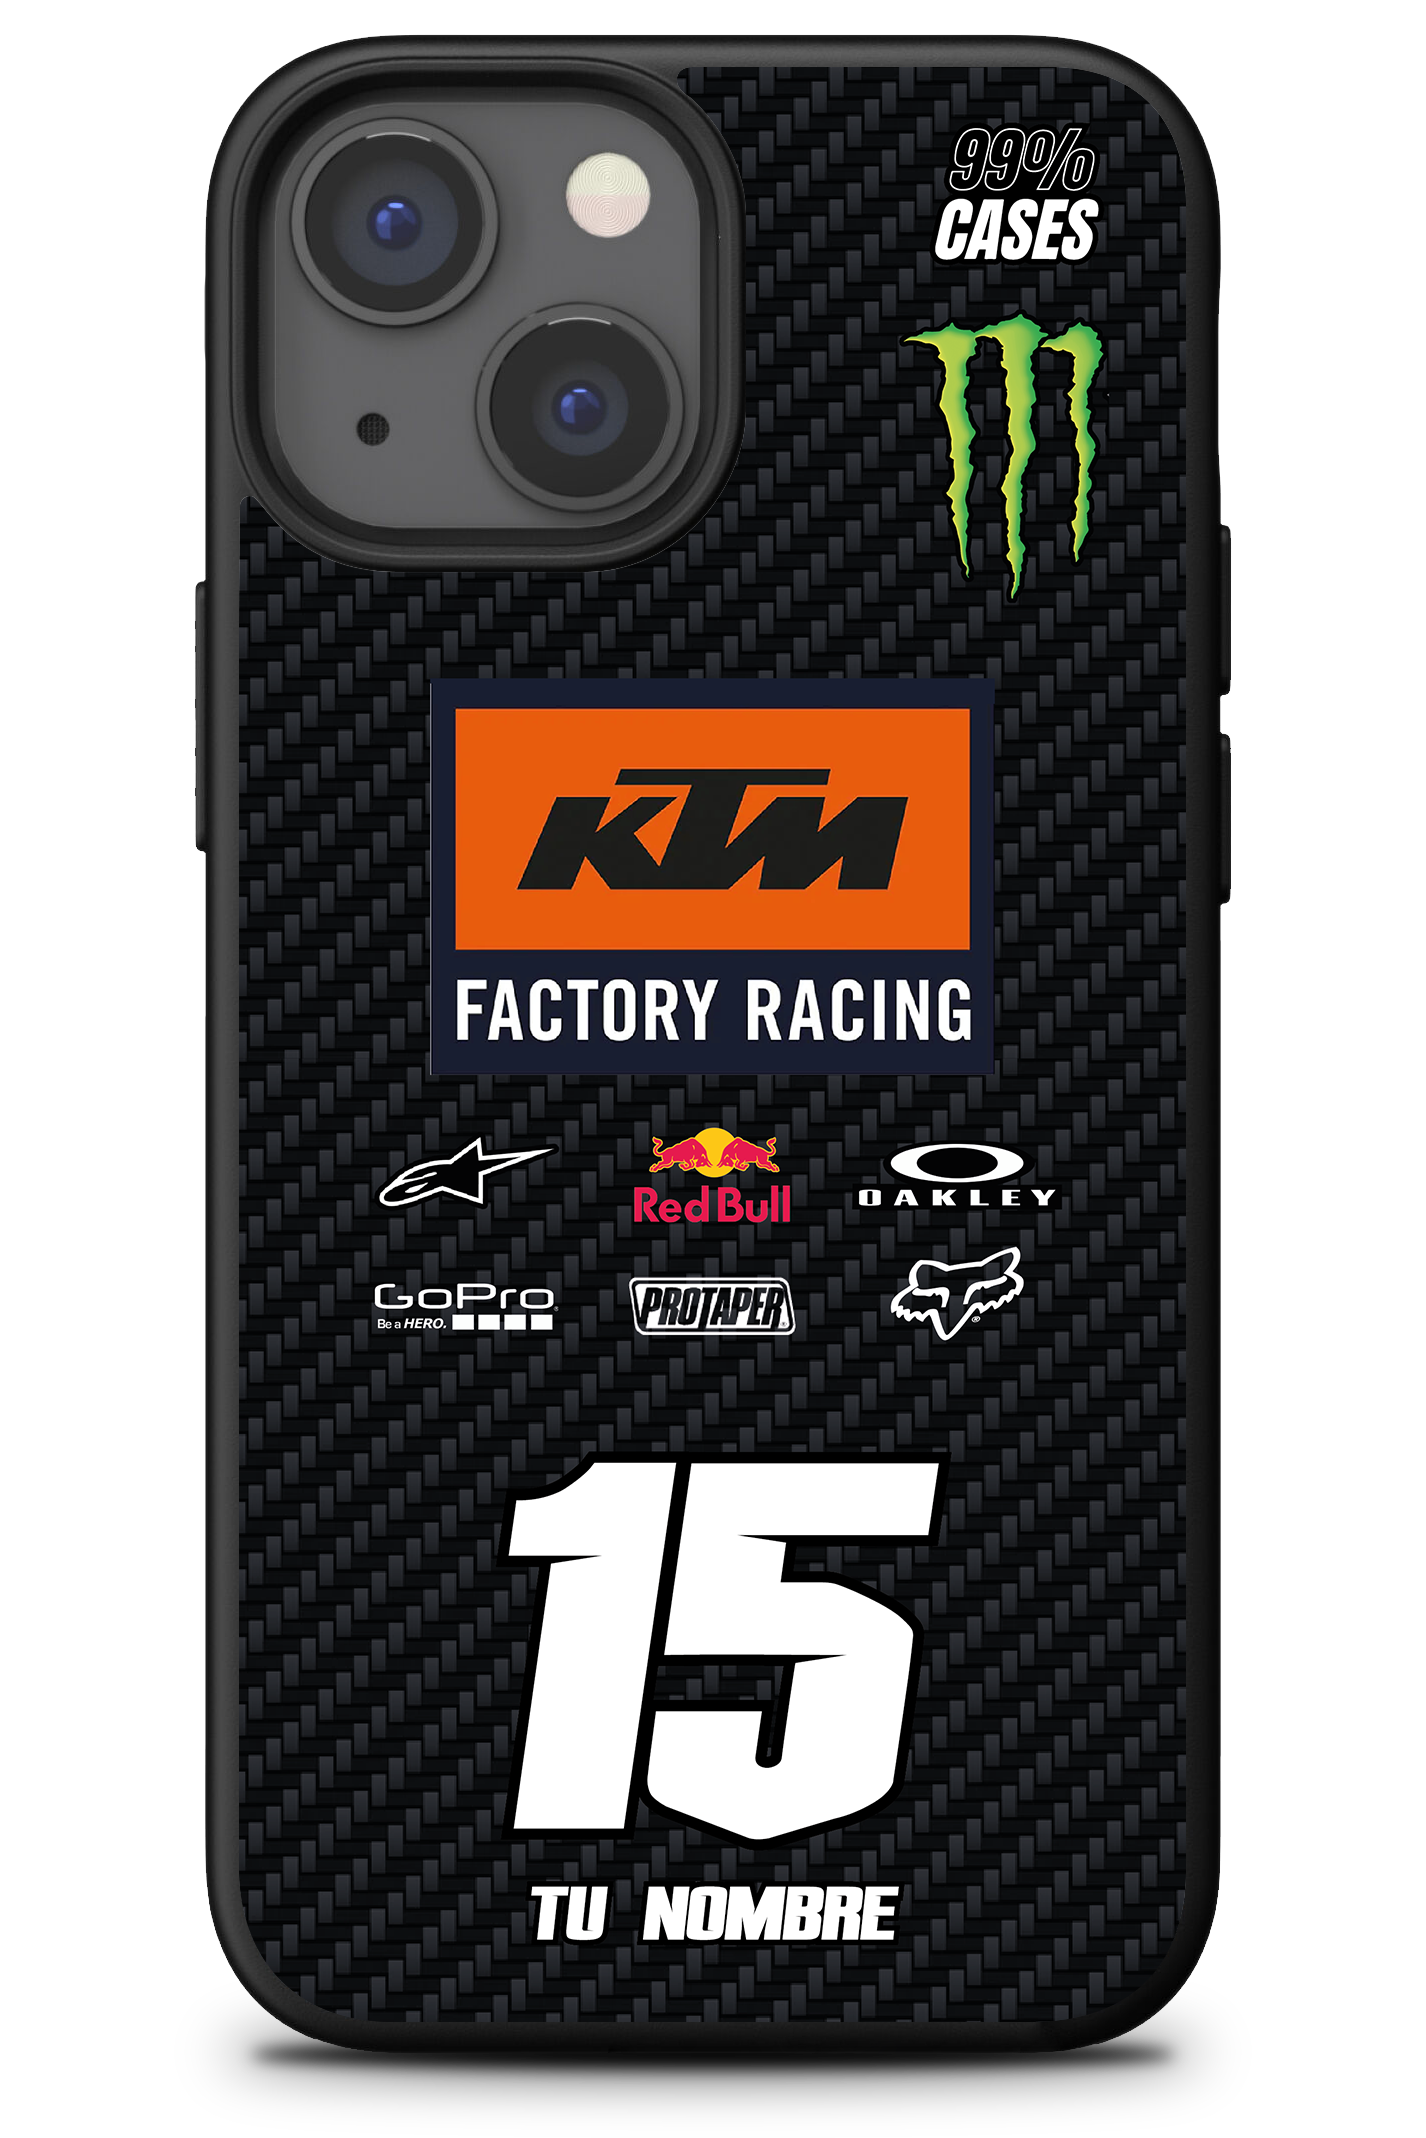 99%
CASES
KTM
FACTORY RACING
Red Bull
OAKLEY
GoPro
Be a HERO.
PROTAPER
15
TU NOMBRE